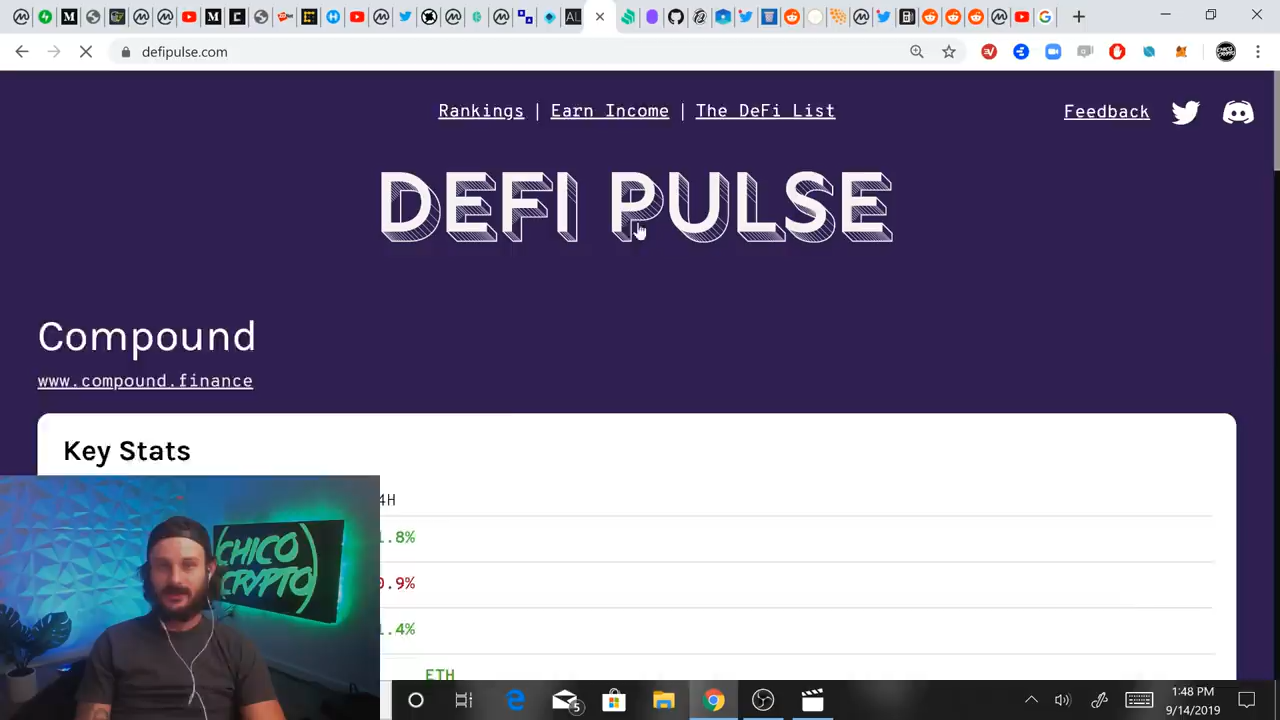 defipulse.com
Rankings | Earn Income | The DeFi List
Feedback
DEFI PULSE
Compound
www.compound.finance
Key Stats
4H
1.8%
0.9%
1.4%
ETH
(CHICO
CRYPTO)
5
1:48 PM
9/14/2019